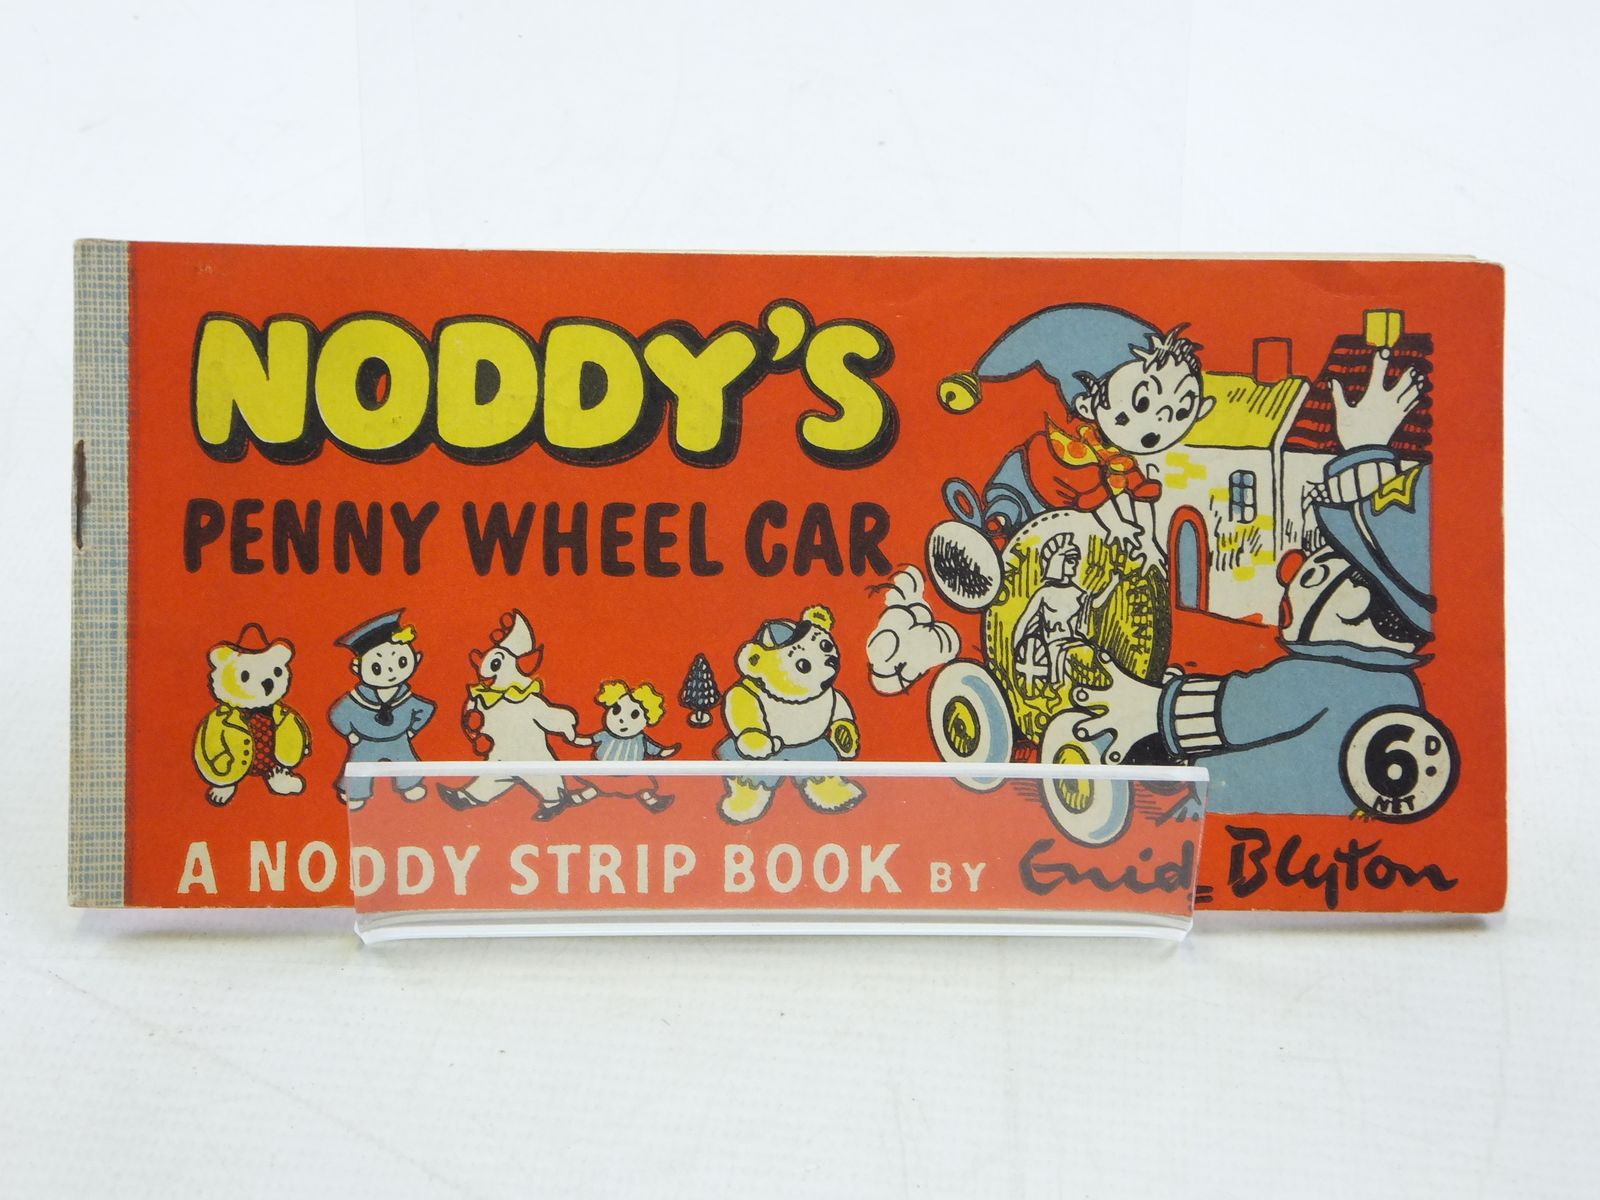 NODDY'S
PENNY WHEEL CAR
A NODDY STRIP BOOK BY Enid Blyton
6D.
NET